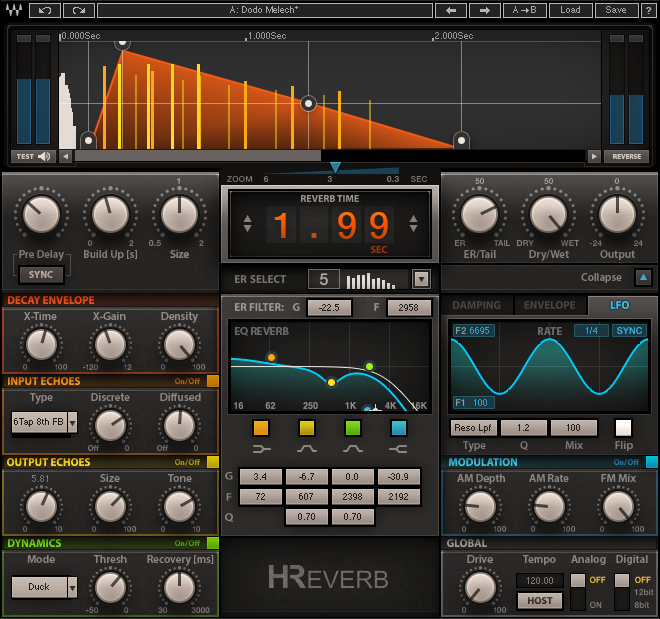 A: Dodo Melech* A→B Load Save ?
0.000Sec 1.000Sec 2.000Sec
TEST REVERSE
ZOOM 6 3 0.3 SEC
Pre Delay SYNC
0 2 Build Up [s]
1 0.5 2 Size
REVERB TIME
1.99
SEC
50 ER TAIL ER/Tail
50 DRY WET Dry/Wet
0 -24 24 Output
ER SELECT 5
Collapse
DECAY ENVELOPE
X-Time X-Gain Density
0 100 -120 12 0 100
ER FILTER: G -22.5 F 2958
EQ REVERB
16 62 250 1K 4K 16K
DAMPING ENVELOPE LFO
F2 6695 RATE 1/4 SYNC
F1 100
INPUT ECHOES On/Off
Type Discrete Diffused
6Tap 8th FB
Off 0 Off 0
Reso Lpf 1.2 100
Type Q Mix Flip
OUTPUT ECHOES On/Off
5.81 Size Tone
0 10 0 100 0 10
G 3.4 -6.7 0.0 -30.9
F 72 607 2398 2192
Q 0.70 0.70
MODULATION On/Off
AM Depth AM Rate FM Mix
0 100 0 100 0 100
DYNAMICS On/Off
Mode Thresh Recovery [ms]
Duck
-50 0 30 3000
HREVERB
GLOBAL
Drive Tempo Analog Digital
0 100
120.00 OFF OFF
HOST 12bit
ON 8bit